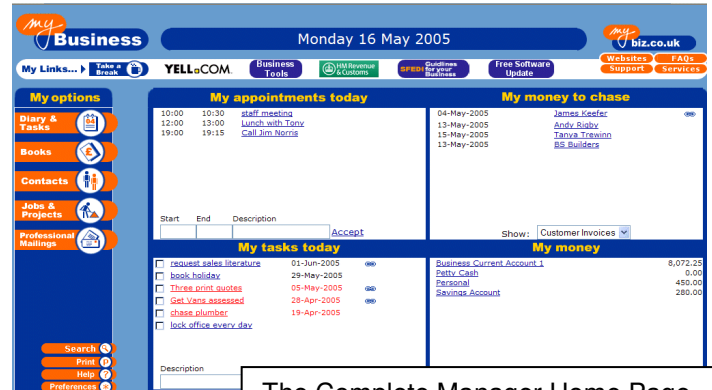 my Business
Monday 16 May 2005
my biz.co.uk
My Links...
Take a Break
YELL.COM
Business Tools
HM Revenue & Customs
SFEDI Guidlines for your Business
Free Software Update
Websites FAQs
Support Services
My options
Diary & Tasks
04
Books
£
Contacts
Jobs & Projects
Professional Mailings
Search
Print P
Help ?
Preferences
My appointments today
10:00 10:30 staff meeting
12:00 13:00 Lunch with Tony
19:00 19:15 Call Jim Norris
Start End Description
Accept
My money to chase
04-May-2005 James Keefer
13-May-2005 Andy Rigby
15-May-2005 Tanya Trewinn
13-May-2005 BS Builders
Show: Customer Invoices
My tasks today
request sales literature 01-Jun-2005
book holiday 29-May-2005
Three print quotes 05-May-2005
Get Vans assessed 28-Apr-2005
chase plumber 19-Apr-2005
lock office every day
Description
My money
Business Current Account 1 8,072.25
Petty Cash 0.00
Personal 450.00
Savings Account 280.00
The Complete Manager Home Page